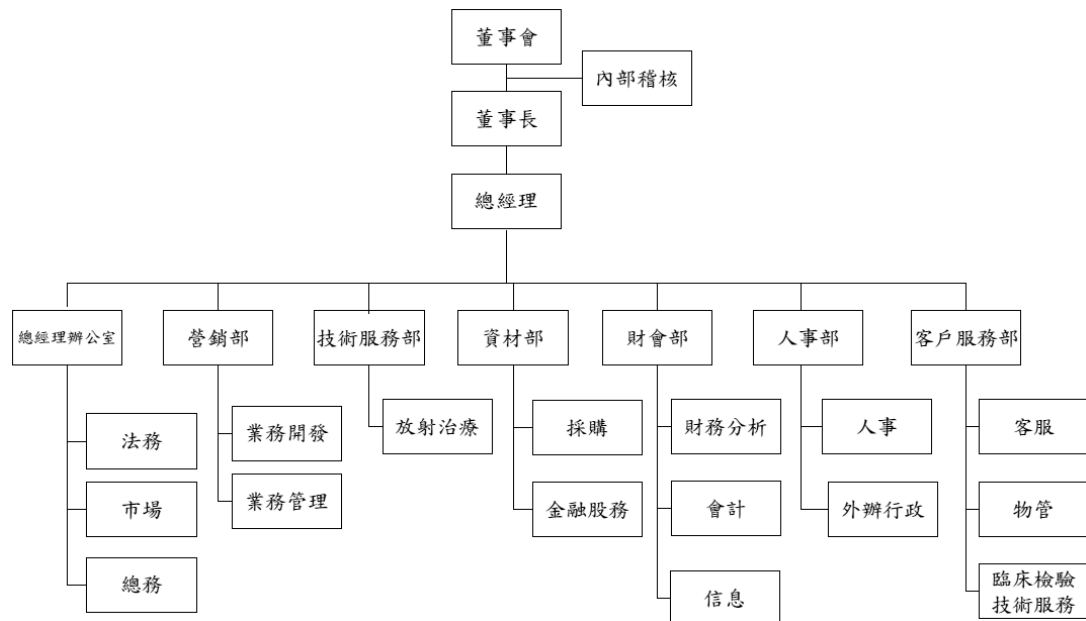 董事會
內部稽核
董事長
總經理
總經理辦公室
營銷部
技術服務部
資材部
財會部
人事部
客戶服務部
法務
業務開發
放射治療
採購
財務分析
人事
客服
市場
業務管理
金融股務
會計
外辦行政
物管
總務
信息
臨床檢驗
技術服務